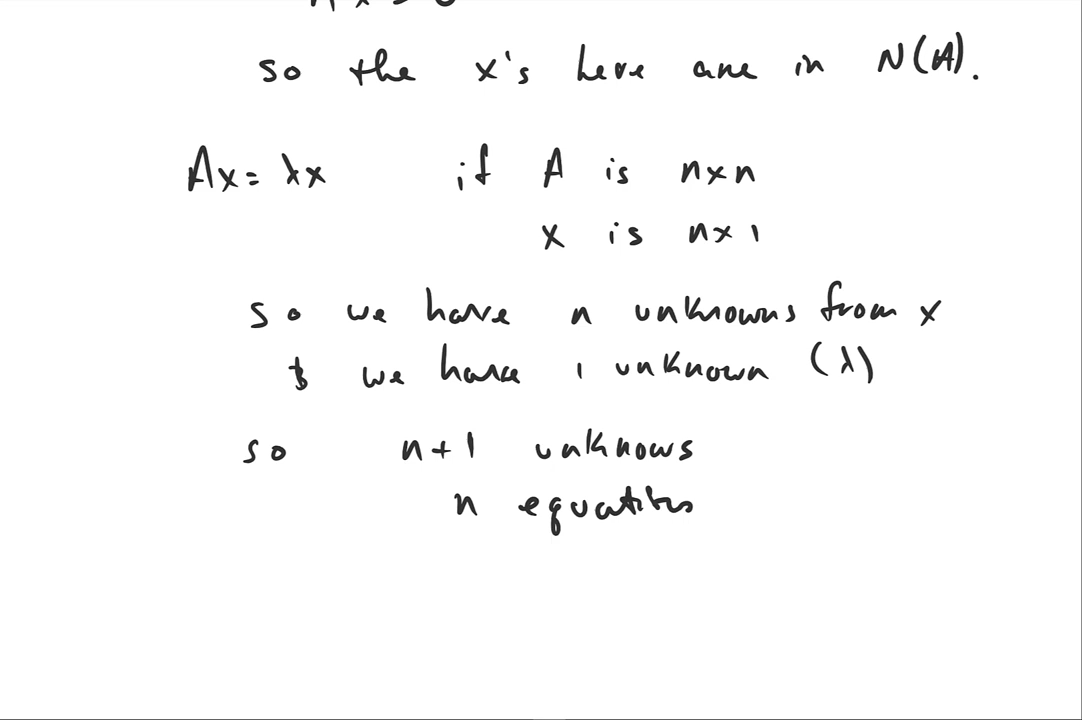 so the x's here are in N(A).
Ax = λx if A is n×n
x is n×1
so we have n unknowns from x
& we have 1 unknown (λ)
so n+1 unknows
n equations